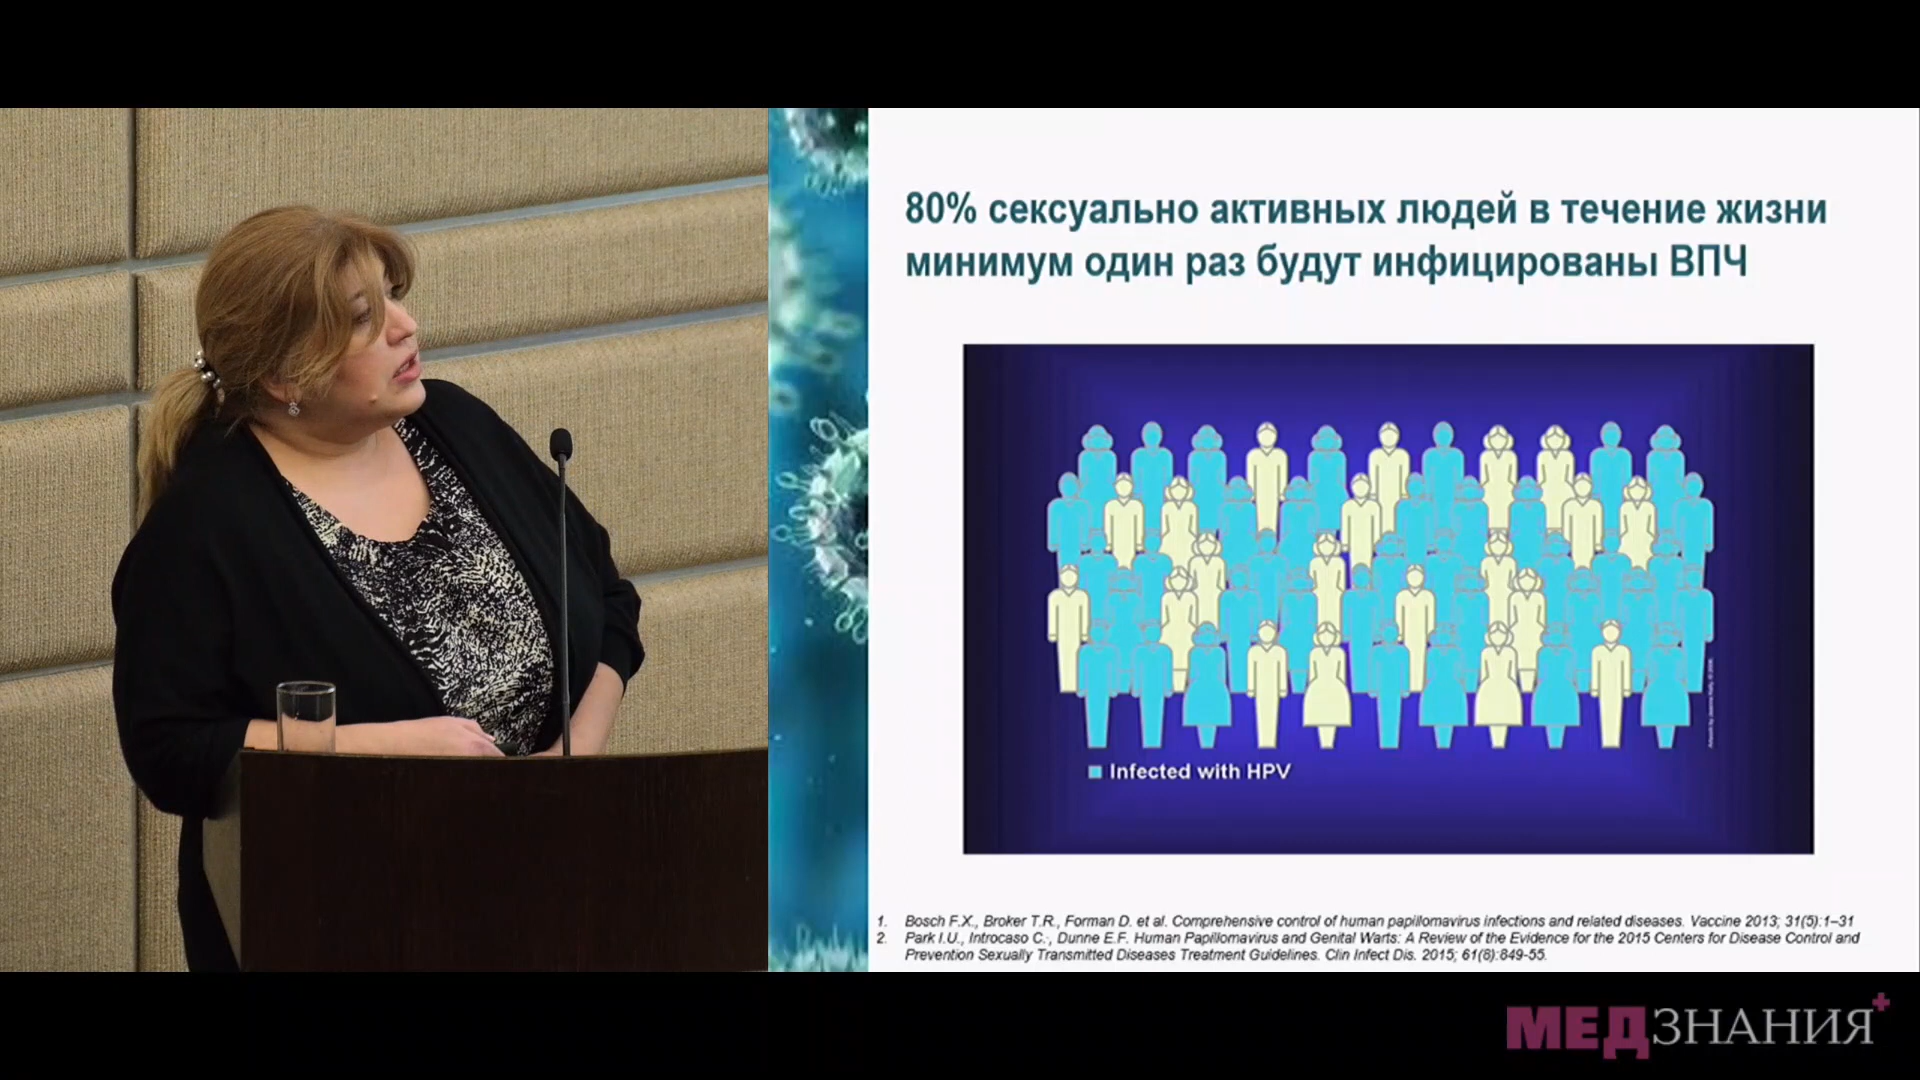 80% сексуально активных людей в течение жизни
минимум один раз будут инфицированы ВПЧ
Infected with HPV
1. Bosch F.X., Broker T.R., Forman D. et al. Comprehensive control of human papillomavirus infections and related diseases. Vaccine 2013; 31(5):1–31
2. Park I.U., Introcaso C., Dunne E.F. Human Papillomavirus and Genital Warts: A Review of the Evidence for the 2015 Centers for Disease Control and
Prevention Sexually Transmitted Diseases Treatment Guidelines. Clin Infect Dis. 2015; 61(8):849-55.
МЕДЗНАНИЯ+